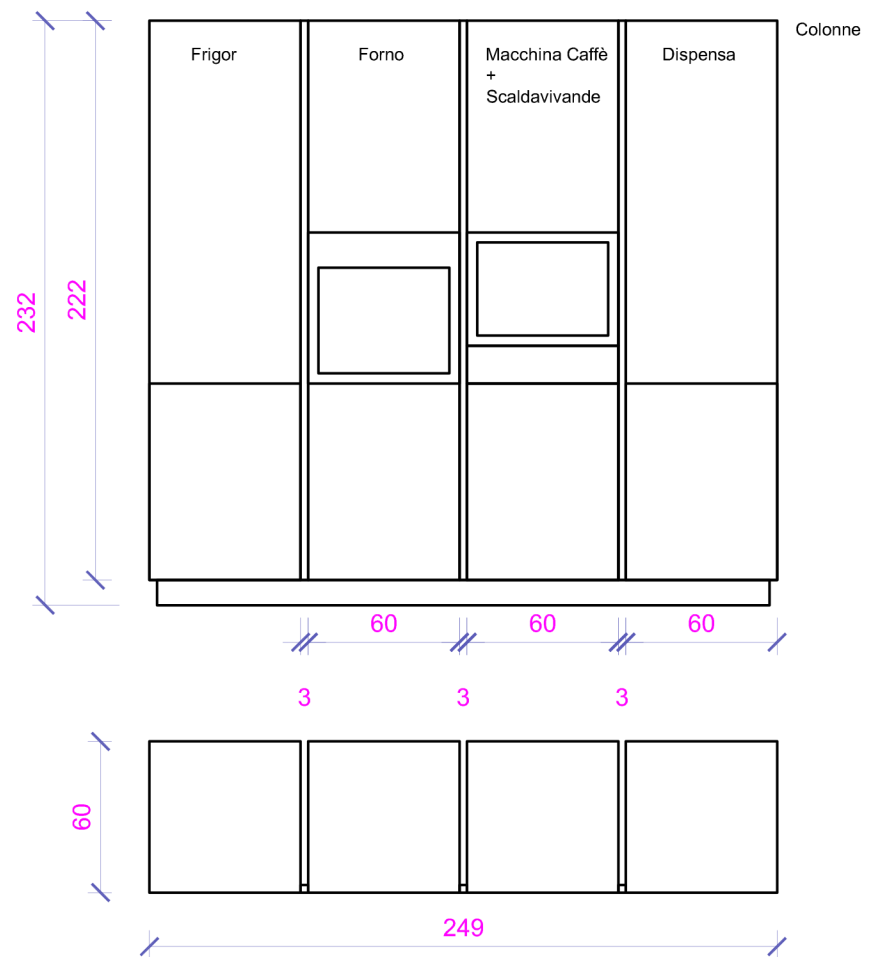 Colonne
Frigor
Forno
Macchina Caffè
+
Scaldavivande
Dispensa
232
222
60
60
60
3
3
3
60
249